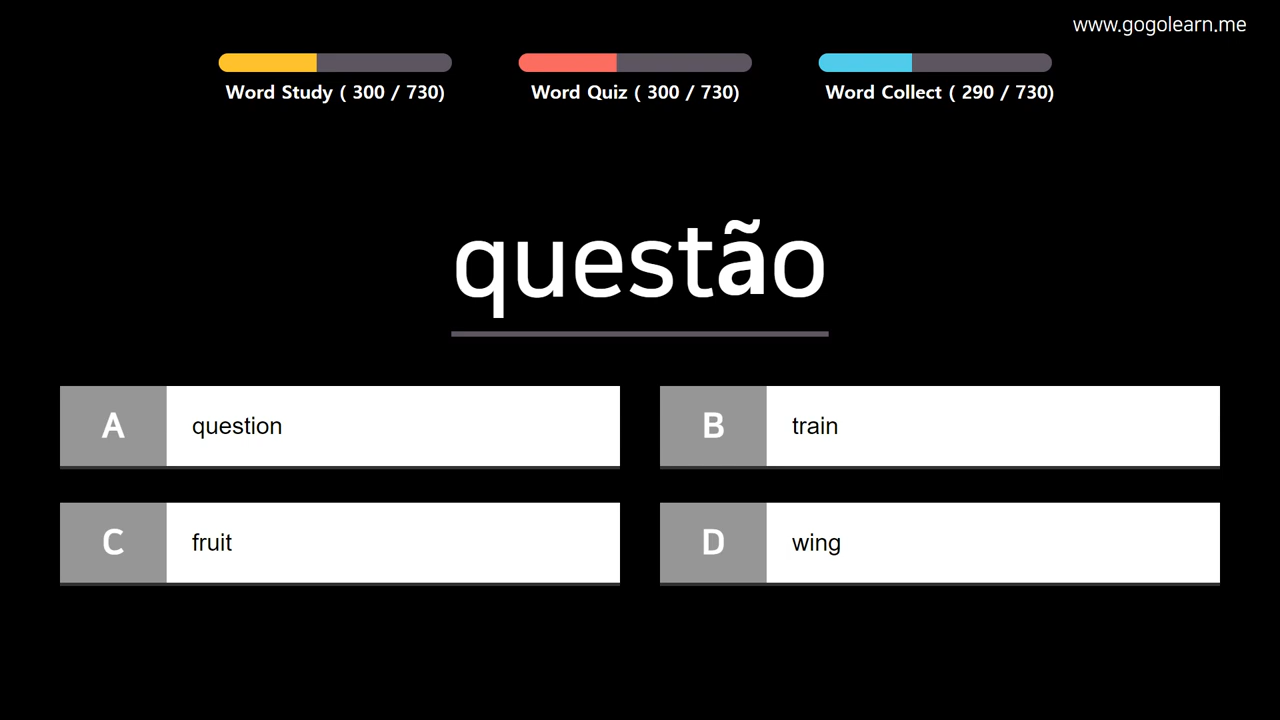 www.gogolearn.me
Word Study ( 300 / 730)
Word Quiz ( 300 / 730)
Word Collect ( 290 / 730)
questão
A question
B train
C fruit
D wing